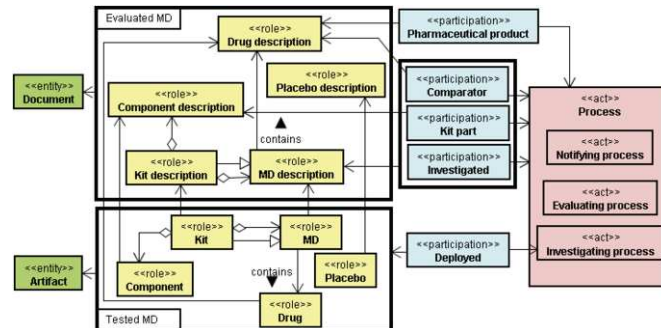 Evaluated MD
<<role>>
Drug description
<<participation>>
Pharmaceutical product
<<entity>>
Document
<<role>>
Component description
<<role>>
Placebo description
<<participation>>
Comparator
<<participation>>
Kit part
<<participation>>
Investigated
<<act>>
Process
<<act>>
Notifying process
<<act>>
Evaluating process
<<act>>
Investigating process
contains
<<role>>
Kit description
<<role>>
MD description
<<role>>
Kit
<<role>>
MD
<<participation>>
Deployed
<<entity>>
Artifact
<<role>>
Component
contains
<<role>>
Placebo
<<role>>
Drug
Tested MD